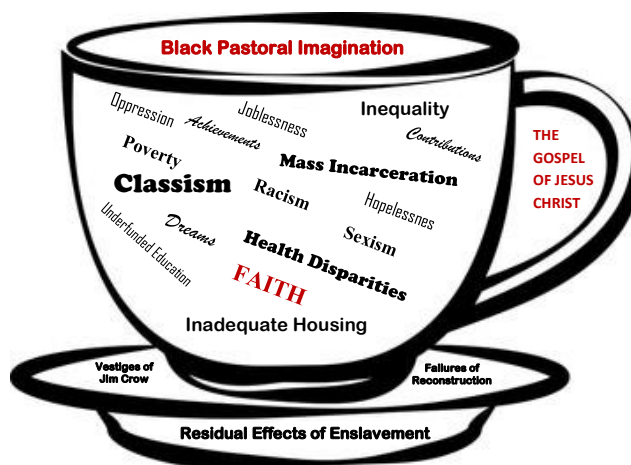 Black Pastoral Imagination
Oppression
Joblessness
Inequality
Achievements
Contributions
Poverty
Mass Incarceration
Classism
Racism
Hopelessnes
Underfunded Education
Dreams
Sexism
Health Disparities
FAITH
Inadequate Housing
THE
GOSPEL
OF JESUS
CHRIST
Vestiges of
Jim Crow
Failures of
Reconstruction
Residual Effects of Enslavement